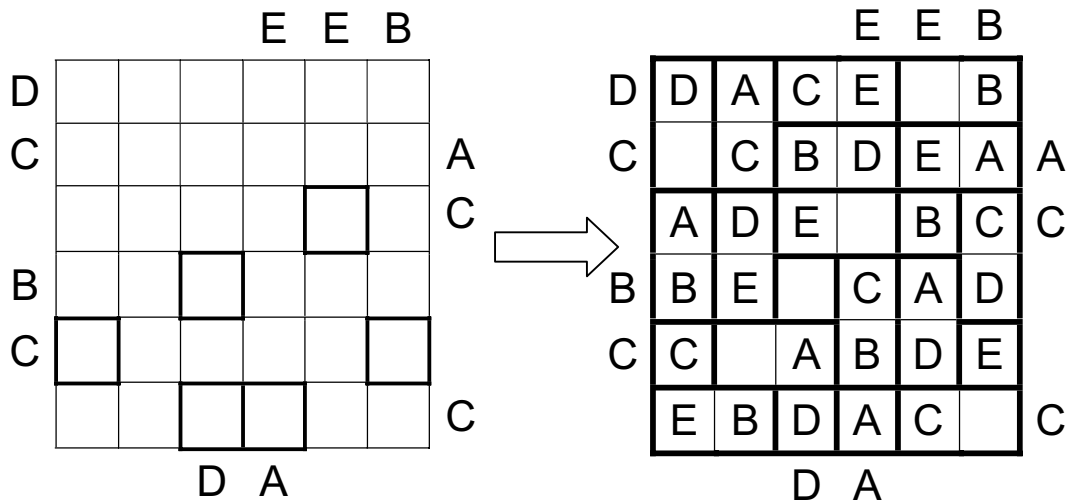 E E B
D
C A
C
B
C
C
D A
E E B
D D A C E B
C C B D E A A
A D E B C C
B B E C A D
C C A B D E
E B D A C C
D A